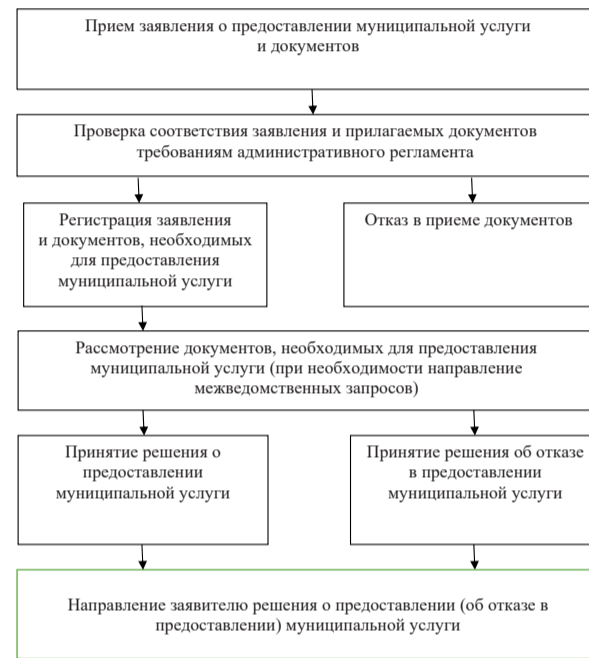 Прием заявления о предоставлении муниципальной услуги
и документов
Проверка соответствия заявления и прилагаемых документов
требованиям административного регламента
Регистрация заявления
и документов, необходимых
для предоставления
муниципальной услуги
Отказ в приеме документов
Рассмотрение документов, необходимых для предоставления
муниципальной услуги (при необходимости направление
межведомственных запросов)
Принятие решения о
предоставлении
муниципальной услуги
Принятие решения об отказе
в предоставлении
муниципальной услуги
Направление заявителю решения о предоставлении (об отказе в
предоставлении) муниципальной услуги